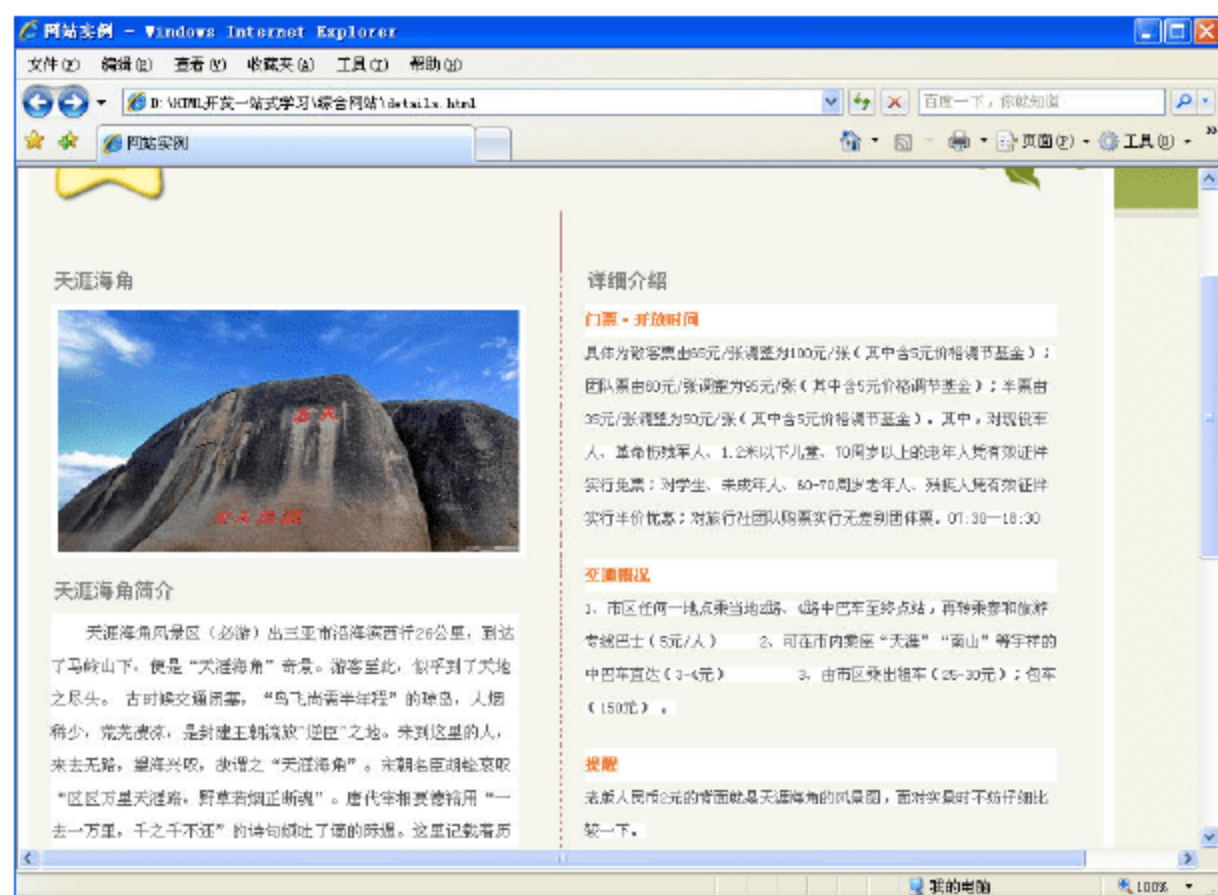 网站实例 - Windows Internet Explorer
文件(F) 编辑(E) 查看(V) 收藏夹(A) 工具(T) 帮助(H)
D:\HTML开发一站式学习\综合网站\details.html
百度一下，你就知道
网站实例
页面(P) 工具(O)
天涯海角
天涯海角简介
天涯海角风景区（必游）出三亚市沿海滨西行26公里，到达
了马岭山下，便是“天涯海角”奇景。游客至此，似乎到了天地
之尽头。 古时候交通闭塞，“鸟飞尚需半年程”的琼岛，人烟
稀少，荒芜凄凉，是封建王朝流放“逆臣”之地。来到这里的人，
来去无路，望海兴叹，故谓之“天涯海角”。宋朝名臣胡铨哀叹
“区区万里天涯路，野草若烟正断魂”。唐代宰相李德裕用“一
去一万里，千之千不还”的诗句倾吐了谪的际遇。这里记载着历
详细介绍
门票·开放时间
具体为散客票由65元/张调整为100元/张（其中含5元价格调节基金）；
团队票由60元/张调整为95元/张（其中含5元价格调节基金）；半票由
35元/张调整为50元/张（其中含5元价格调节基金）。其中，对现役军
人、革命伤残军人、1.2米以下儿童、70周岁以上的老年人凭有效证件
实行免票；对学生、未成年人、60-70周岁老年人、残疾人凭有效证件
实行半价优惠；对旅行社团队购票实行无差别团体票。07:30—18:30
交通概况
1、市区任何一地点乘当地2路、4路中巴车至终点站，再转乘泰和旅游
专线巴士（5元/人） 2、可在市内乘座“天涯”“南山”等字样的
中巴车直达（3-4元） 3、由市区乘出租车（25-30元）；包车
（150元）。
提醒
老版人民币2元的背面就是天涯海角的风景图，面对实景时不妨仔细比
较一下。
我的电脑
100%